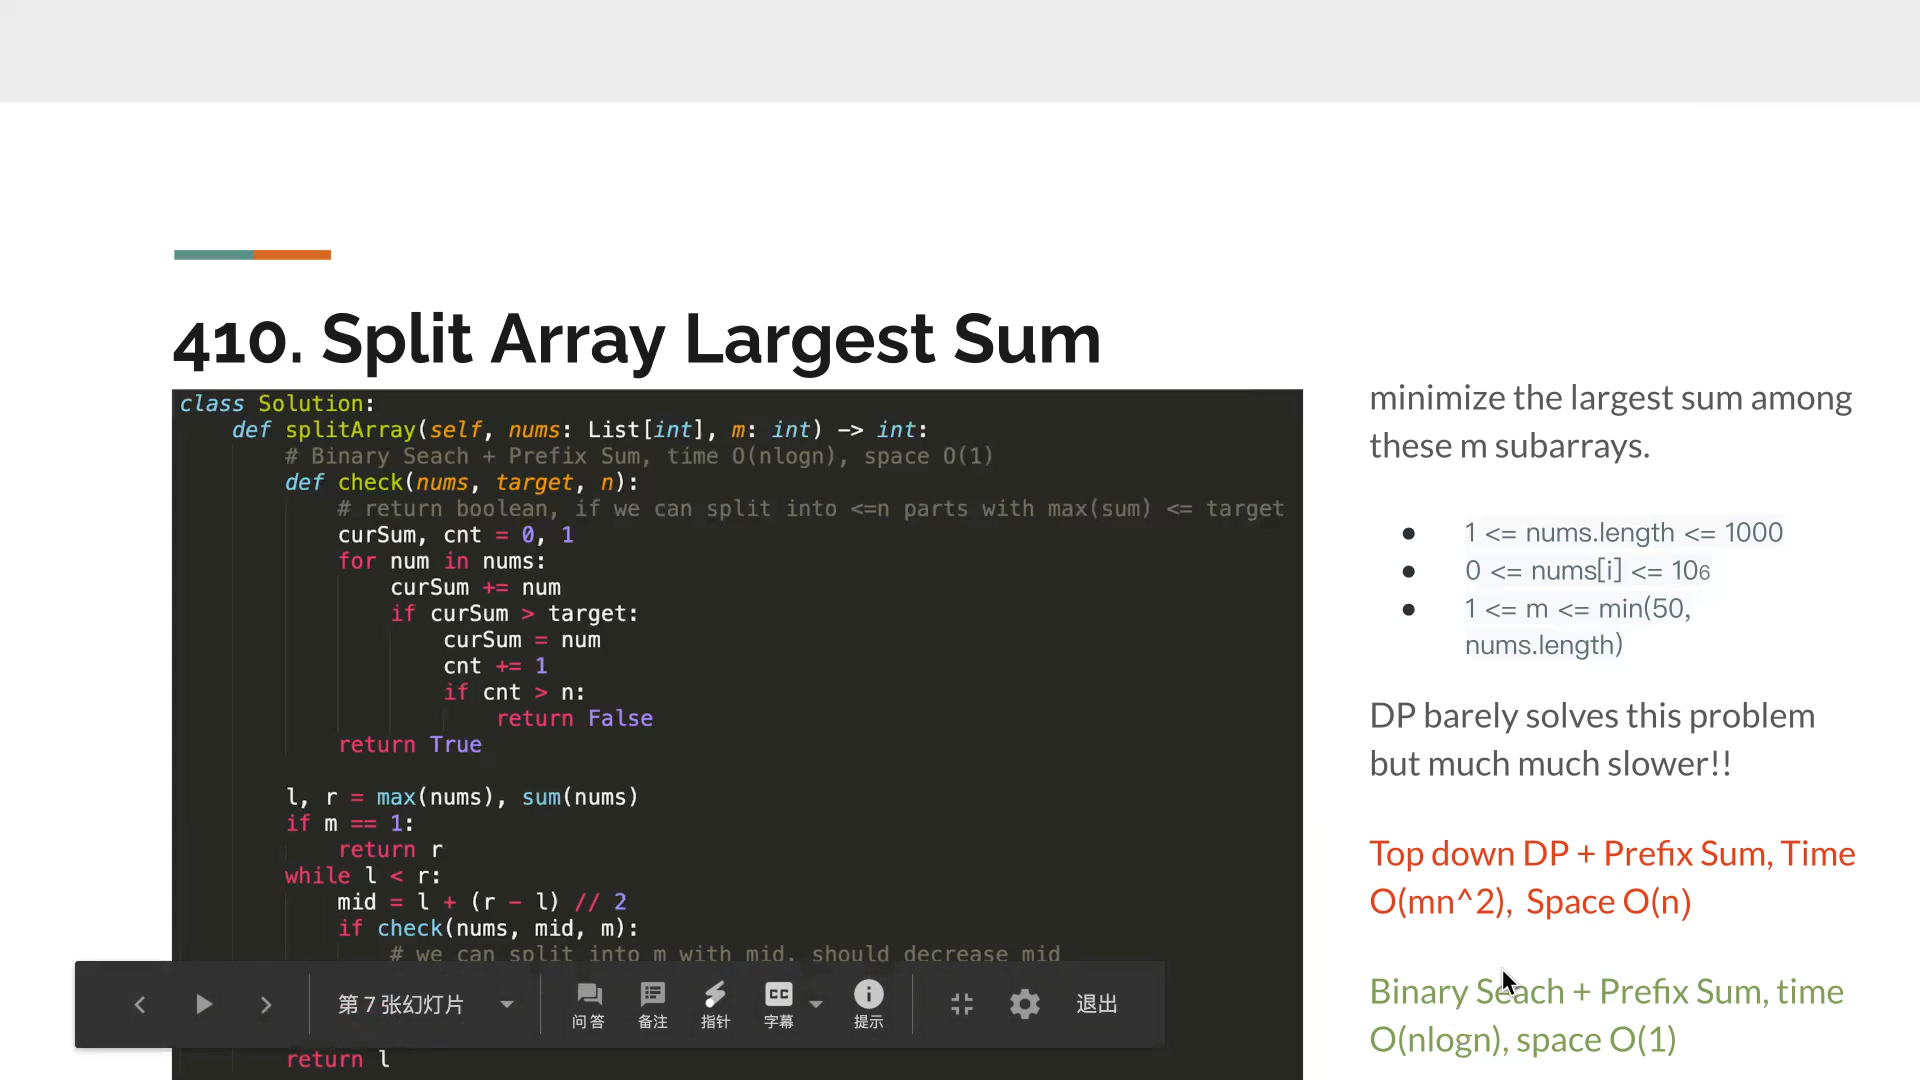 410. Split Array Largest Sum
class Solution:
def splitArray(self, nums: List[int], m: int) -> int:
# Binary Seach + Prefix Sum, time O(nlogn), space O(1)
def check(nums, target, n):
# return boolean, if we can split into <=n parts with max(sum) <= target
curSum, cnt = 0, 1
for num in nums:
curSum += num
if curSum > target:
curSum = num
cnt += 1
if cnt > n:
return False
return True
l, r = max(nums), sum(nums)
if m == 1:
return r
while l < r:
mid = l + (r - l) // 2
if check(nums, mid, m):
# we can split into m with mid, should decrease mid
return l
minimize the largest sum among
these m subarrays.
● 1 <= nums.length <= 1000
● 0 <= nums[i] <= 106
● 1 <= m <= min(50,
nums.length)
DP barely solves this problem
but much much slower!!
Top down DP + Prefix Sum, Time
O(mn^2), Space O(n)
Binary Seach + Prefix Sum, time
O(nlogn), space O(1)
第 7 张幻灯片
问答
备注
指针
CC
字幕
提示
退出